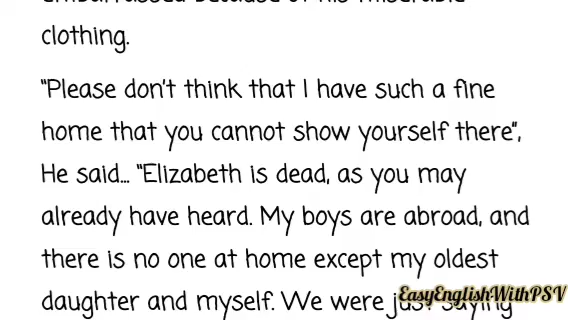 clothing.
"Please don't think that I have such a fine
home that you cannot show yourself there",
He said... "Elizabeth is dead, as you may
already have heard. My boys are abroad, and
there is no one at home except my oldest
daughter and myself. We were just saying
EasyEnglishWithPSV